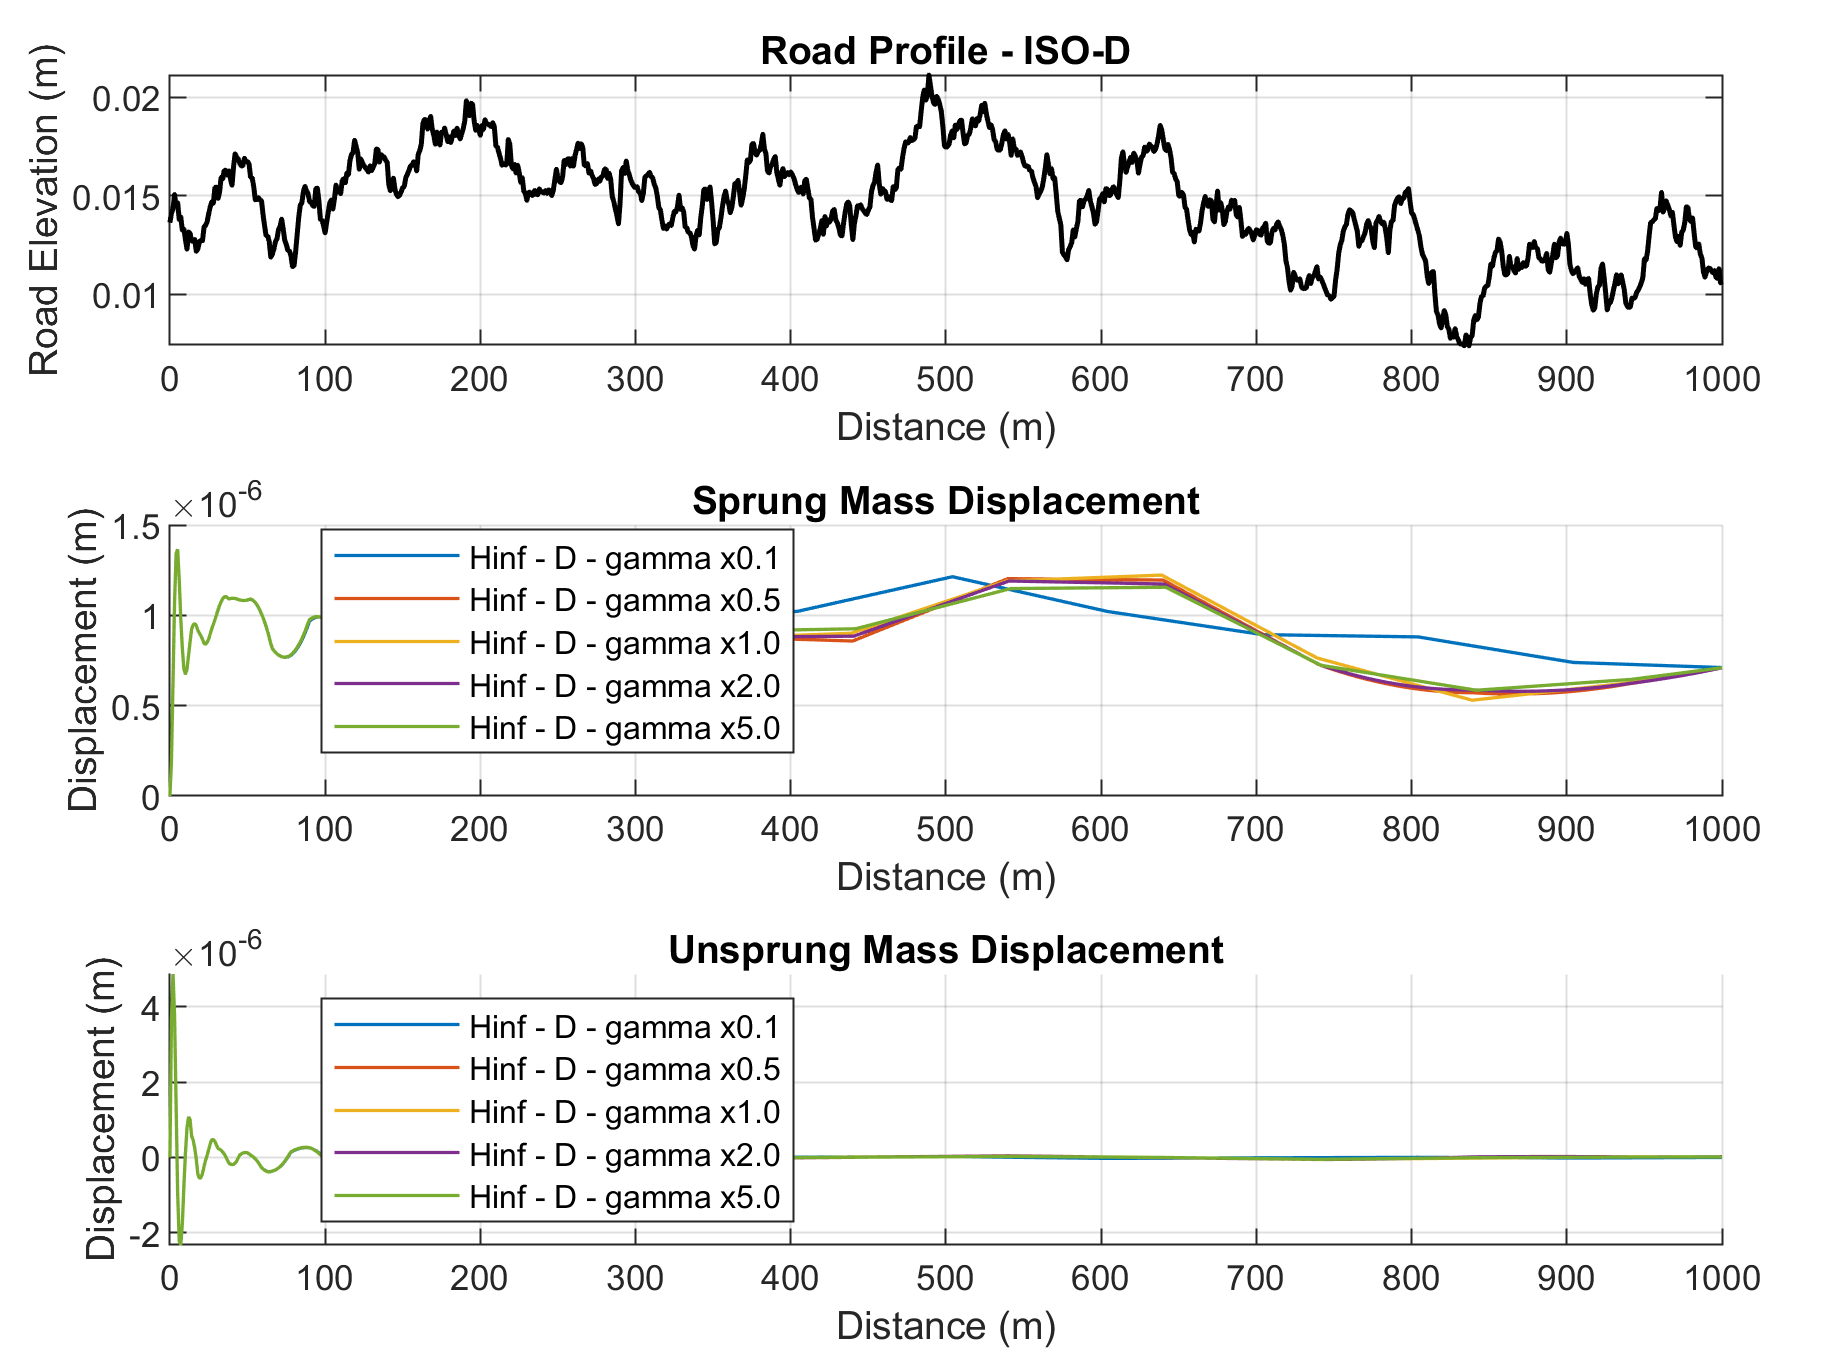 Road Profile - ISO-D
Road Elevation (m)
0.02
0.015
0.01
0 100 200 300 400 500 600 700 800 900 1000
Distance (m)
Sprung Mass Displacement
×10-6
Displacement (m)
1.5
1
0.5
0
Hinf - D - gamma x0.1
Hinf - D - gamma x0.5
Hinf - D - gamma x1.0
Hinf - D - gamma x2.0
Hinf - D - gamma x5.0
0 100 200 300 400 500 600 700 800 900 1000
Distance (m)
Unsprung Mass Displacement
×10-6
Displacement (m)
4
2
0
-2
Hinf - D - gamma x0.1
Hinf - D - gamma x0.5
Hinf - D - gamma x1.0
Hinf - D - gamma x2.0
Hinf - D - gamma x5.0
0 100 200 300 400 500 600 700 800 900 1000
Distance (m)